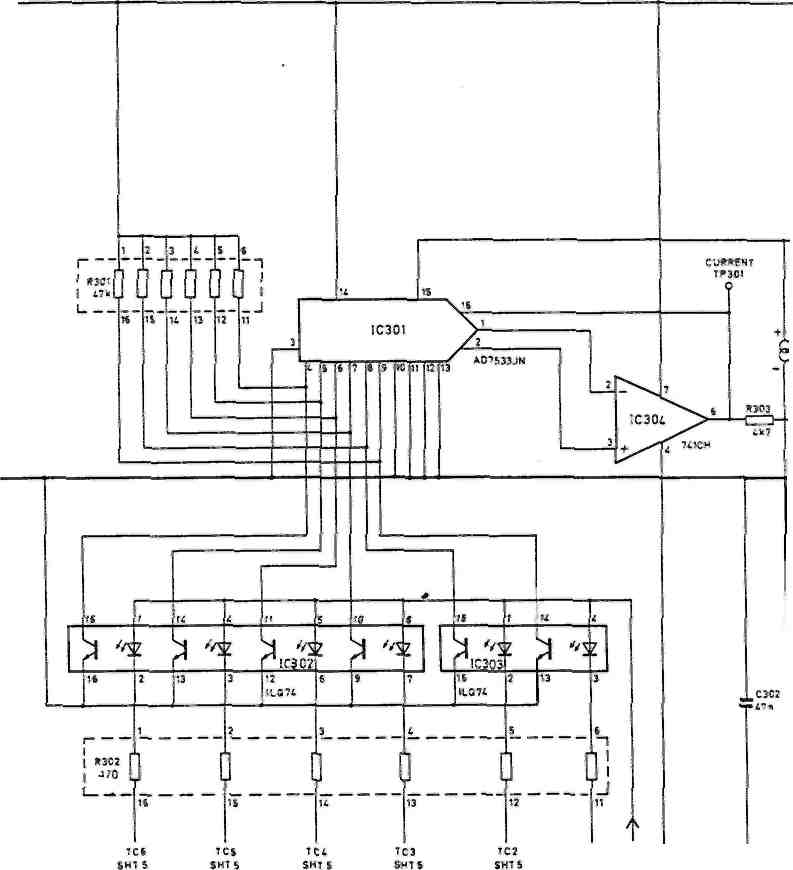 1 2 3 4 5 6
R301
47k
16 15 14 13 12 11
14
15
CURRENT
TP301
16
IC301
1
3
2
AD7533JN
4 5 6 7 8 9 10 11 12 13
+
-
2
-
7
IC304
6
R303
4k7
3
+
4
741CH
16 1 14 4 11 5 10 8 16 1 14 4
IC302
IC303
16 2 13 3 12 6 9 7 15 2 13 3
ILQ74
ILQ74
C302
47n
1 2 3 4 5 6
R302
470
16 15 14 13 12 11
TC6
SHT 5
TC5
SHT 5
TC4
SHT 5
TC3
SHT 5
TC2
SHT 5